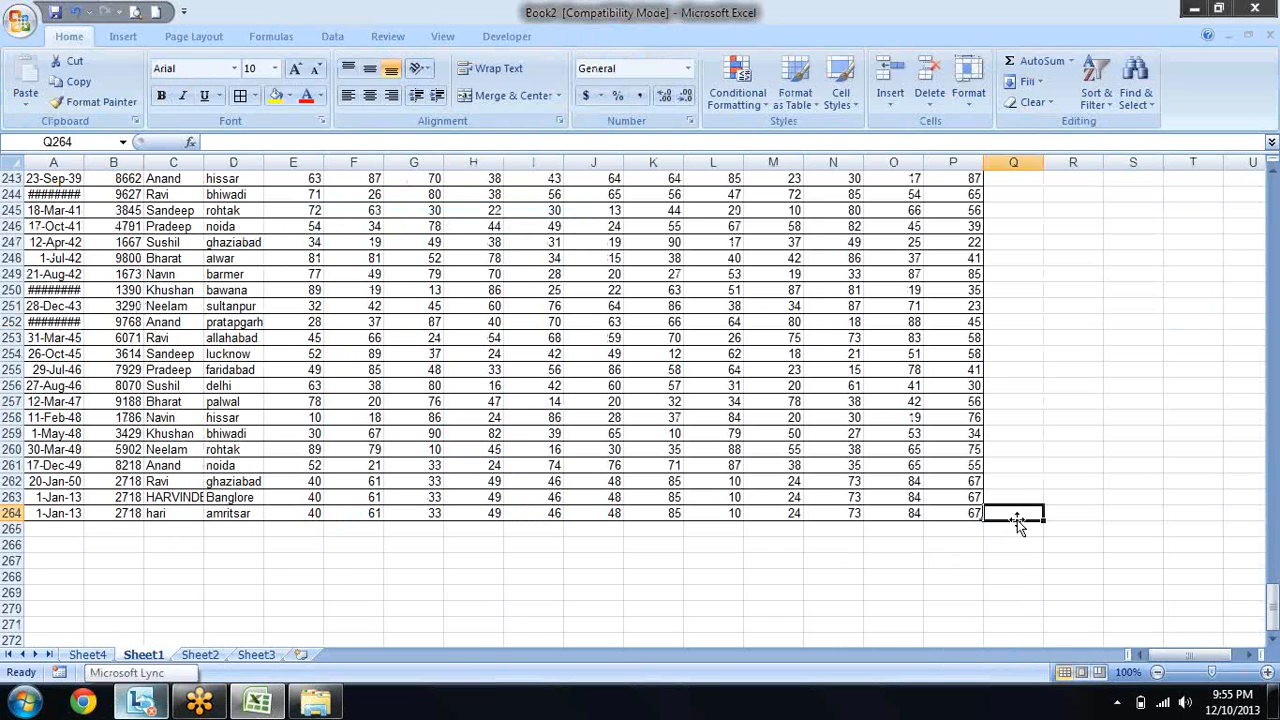 Book2 [Compatibility Mode] - Microsoft Excel
Home Insert Page Layout Formulas Data Review View Developer
Paste Cut Copy Format Painter Clipboard
Arial 10 B I U Font
Wrap Text Merge & Center Alignment
General $ % , Number
Conditional Formatting Format as Table Cell Styles Styles
Insert Delete Format Cells
AutoSum Fill Clear Sort & Filter Find & Select Editing
Q264 fx
A B C D E F G H I J K L M N O P Q R S T U
243 23-Sep-39 8662 Anand hissar 63 87 70 38 43 64 64 85 23 30 17 87
244 ######## 9627 Ravi bhiwadi 71 26 80 38 56 65 56 47 72 85 54 65
245 18-Mar-41 3845 Sandeep rohtak 72 63 30 22 30 13 44 20 10 80 66 56
246 17-Oct-41 4791 Pradeep noida 54 34 78 44 49 24 55 67 58 82 45 39
247 12-Apr-42 1667 Sushil ghaziabad 34 19 49 38 31 19 90 17 37 49 25 22
248 1-Jul-42 9800 Bharat alwar 81 81 52 78 34 15 38 40 42 86 37 41
249 21-Aug-42 1673 Navin barmer 77 49 79 70 28 20 27 53 19 33 87 85
250 ######## 1390 Khushan bawana 89 19 13 86 25 22 63 51 87 81 19 35
251 28-Dec-43 3290 Neelam sultanpur 32 42 45 60 76 64 86 38 34 87 71 23
252 ######## 9768 Anand pratapgarh 28 37 87 40 70 63 66 64 80 18 88 45
253 31-Mar-45 6071 Ravi allahabad 45 66 24 54 68 59 70 26 75 73 83 58
254 26-Oct-45 3614 Sandeep lucknow 52 89 37 24 42 49 12 62 18 21 51 58
255 29-Jul-46 7929 Pradeep faridabad 49 85 48 33 56 86 58 64 23 15 78 41
256 27-Aug-46 8070 Sushil delhi 63 38 80 16 42 60 57 31 20 61 41 30
257 12-Mar-47 9188 Bharat palwal 78 20 76 47 14 20 32 34 78 38 42 56
258 11-Feb-48 1786 Navin hissar 10 18 86 24 86 28 37 84 20 30 19 76
259 1-May-48 3429 Khushan bhiwadi 30 67 90 82 39 65 10 79 50 27 53 34
260 30-Mar-49 5902 Neelam rohtak 89 79 10 45 16 30 35 88 55 38 65 75
261 17-Dec-49 8218 Anand noida 52 21 33 24 74 76 71 87 38 35 65 55
262 20-Jan-50 2718 Ravi ghaziabad 40 61 33 49 46 48 85 10 24 73 84 67
263 1-Jan-13 2718 HARVINDE Banglore 40 61 33 49 46 48 85 10 24 73 84 67
264 1-Jan-13 2718 hari amritsar 40 61 33 49 46 48 85 10 24 73 84 67
265
266
267
268
269
270
271
272
Sheet4 Sheet1 Sheet2 Sheet3
Ready Microsoft Lync 100%
9:55 PM
12/10/2013